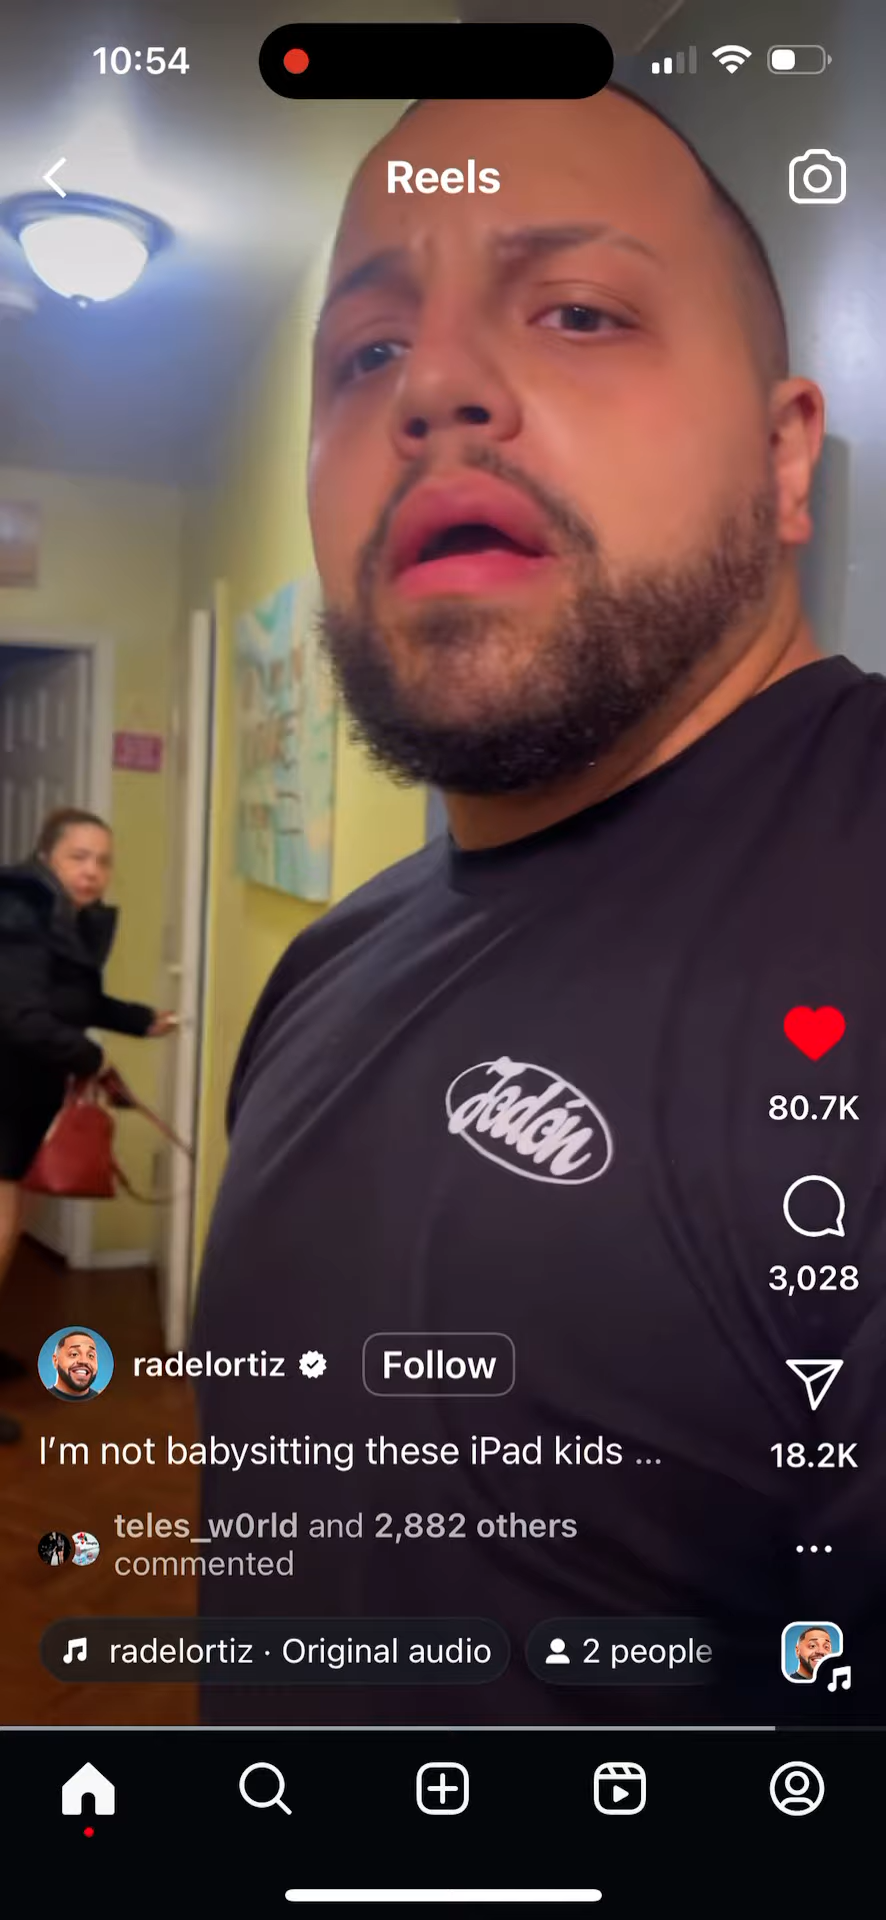 10:54
Reels
Jodón
80.7K
3,028
radelortiz
Follow
I'm not babysitting these iPad kids ...
18.2K
teles_w0rld and 2,882 others
commented
radelortiz · Original audio
2 people